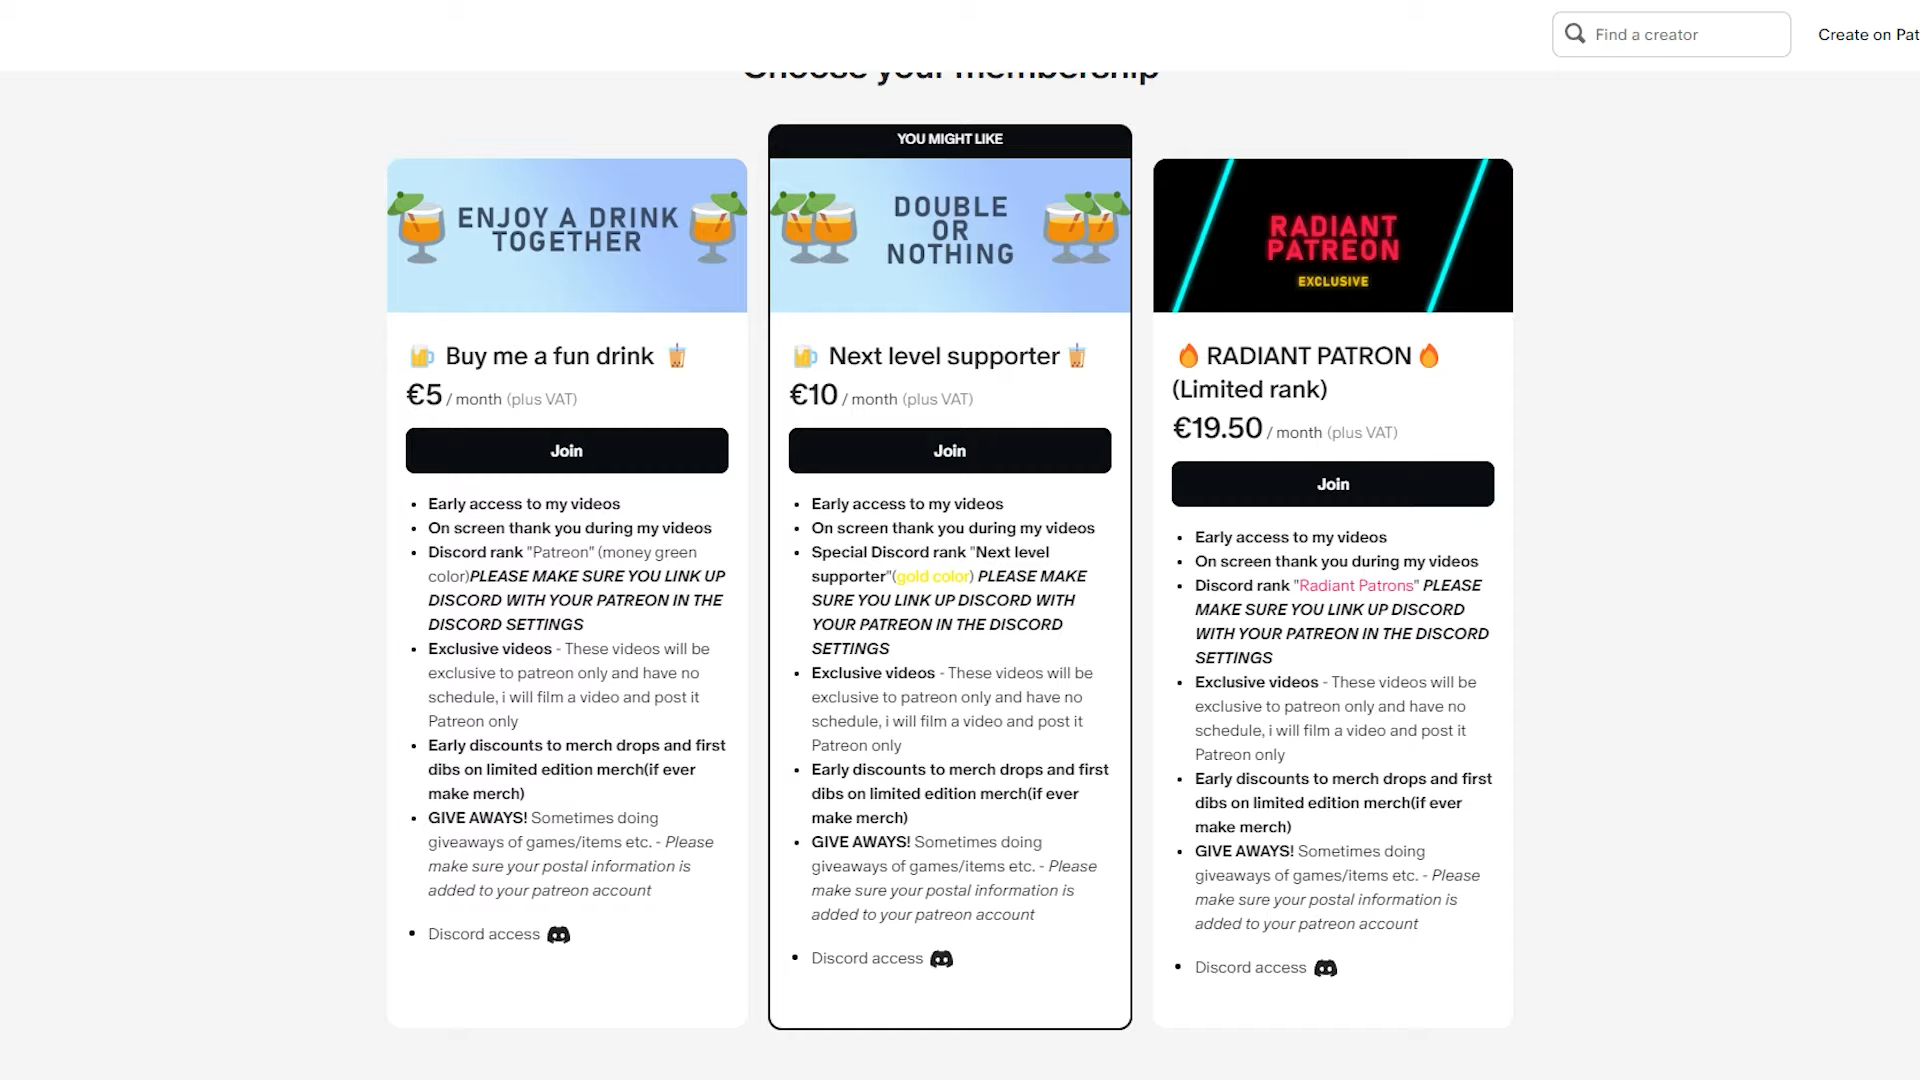 Find a creator
Create on Pat
Choose your membership
ENJOY A DRINK
TOGETHER
Buy me a fun drink
€5 / month (plus VAT)
Join
Early access to my videos
On screen thank you during my videos
Discord rank "Patreon" (money green
color)PLEASE MAKE SURE YOU LINK UP
DISCORD WITH YOUR PATREON IN THE
DISCORD SETTINGS
Exclusive videos - These videos will be
exclusive to patreon only and have no
schedule, i will film a video and post it
Patreon only
Early discounts to merch drops and first
dibs on limited edition merch(if ever
make merch)
GIVE AWAYS! Sometimes doing
giveaways of games/items etc. - Please
make sure your postal information is
added to your patreon account
Discord access
YOU MIGHT LIKE
DOUBLE
OR
NOTHING
Next level supporter
€10 / month (plus VAT)
Join
Early access to my videos
On screen thank you during my videos
Special Discord rank "Next level
supporter"(gold color) PLEASE MAKE
SURE YOU LINK UP DISCORD WITH
YOUR PATREON IN THE DISCORD
SETTINGS
Exclusive videos - These videos will be
exclusive to patreon only and have no
schedule, i will film a video and post it
Patreon only
Early discounts to merch drops and first
dibs on limited edition merch(if ever
make merch)
GIVE AWAYS! Sometimes doing
giveaways of games/items etc. - Please
make sure your postal information is
added to your patreon account
Discord access
RADIANT
PATREON
EXCLUSIVE
RADIANT PATRON
(Limited rank)
€19.50 / month (plus VAT)
Join
Early access to my videos
On screen thank you during my videos
Discord rank "Radiant Patrons" PLEASE
MAKE SURE YOU LINK UP DISCORD
WITH YOUR PATREON IN THE DISCORD
SETTINGS
Exclusive videos - These videos will be
exclusive to patreon only and have no
schedule, i will film a video and post it
Patreon only
Early discounts to merch drops and first
dibs on limited edition merch(if ever
make merch)
GIVE AWAYS! Sometimes doing
giveaways of games/items etc. - Please
make sure your postal information is
added to your patreon account
Discord access